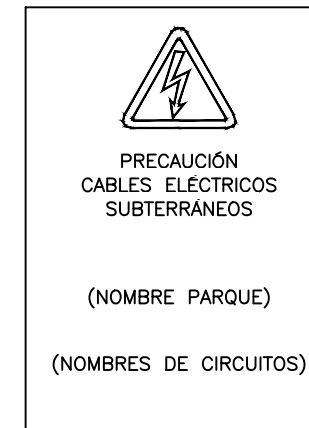 PRECAUCIÓN
CABLES ELÉCTRICOS
SUBTERRÁNEOS
(NOMBRE PARQUE)
(NOMBRES DE CIRCUITOS)